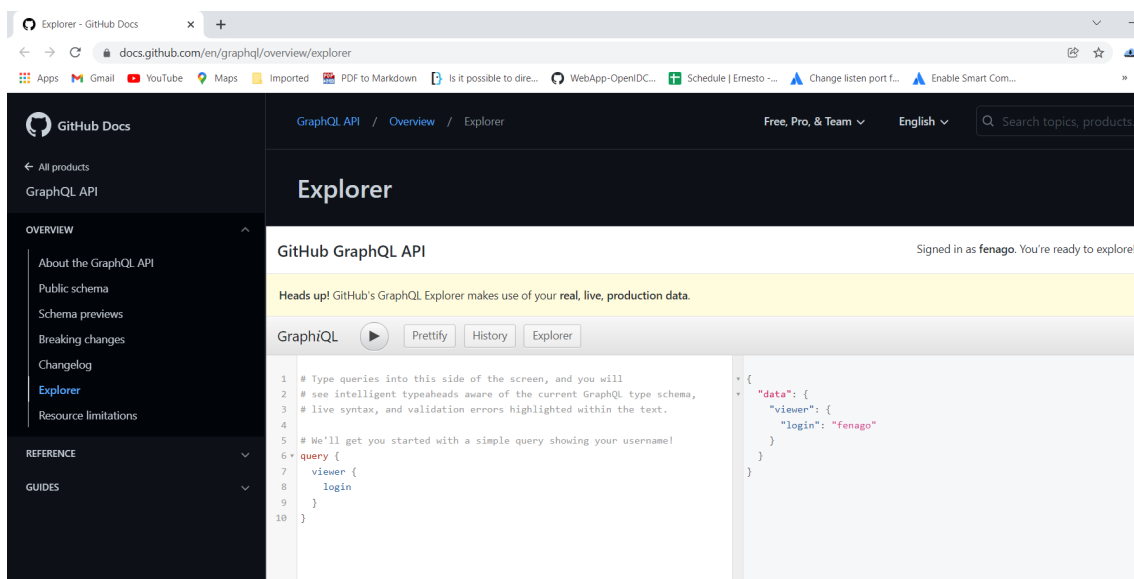 Explorer - GitHub Docs
docs.github.com/en/graphql/overview/explorer
Apps Gmail YouTube Maps Imported PDF to Markdown Is it possible to dire... WebApp-OpenIDC... Schedule | Ernesto -... Change listen port f... Enable Smart Com... »
GitHub Docs
GraphQL API / Overview / Explorer
Free, Pro, & Team
English
Search topics, products.
← All products
GraphQL API
Explorer
OVERVIEW
About the GraphQL API
Public schema
Schema previews
Breaking changes
Changelog
Explorer
Resource limitations
REFERENCE
GUIDES
GitHub GraphQL API
Signed in as fenago. You're ready to explore!
Heads up! GitHub's GraphQL Explorer makes use of your real, live, production data.
GraphiQL Prettify History Explorer
1 # Type queries into this side of the screen, and you will
2 # see intelligent typeaheads aware of the current GraphQL type schema,
3 # live syntax, and validation errors highlighted within the text.
4
5 # We'll get you started with a simple query showing your username!
6 query {
7 viewer {
8 login
9 }
10 }
{
"data": {
"viewer": {
"login": "fenago"
}
}
}